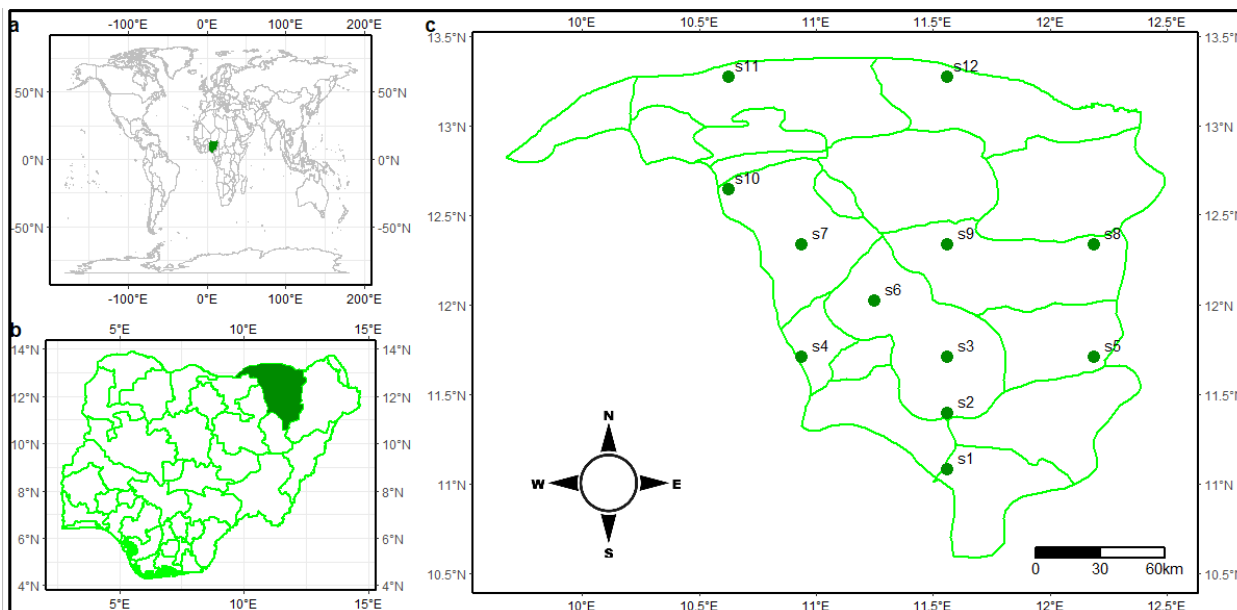 a
100°E 0°E 100°E 200°E
50°N 50°N
0°N 0°N
50°N 50°N
100°E 0°E 100°E 200°E
b
5°E 10°E 15°E
14°N 14°N
12°N 12°N
10°N 10°N
8°N 8°N
6°N 6°N
4°N 4°N
5°E 10°E 15°E
c
10°E 10.5°E 11°E 11.5°E 12°E 12.5°E
13.5°N 13.5°N
s11 s12
13°N 13°N
s10
12.5°N 12.5°N
s7 s9 s8
s6
12°N 12°N
s4 s3 s5
11.5°N 11.5°N
s2
N
s1
W E
11°N 11°N
S
0 30 60km
10.5°N 10.5°N
10°E 10.5°E 11°E 11.5°E 12°E 12.5°E